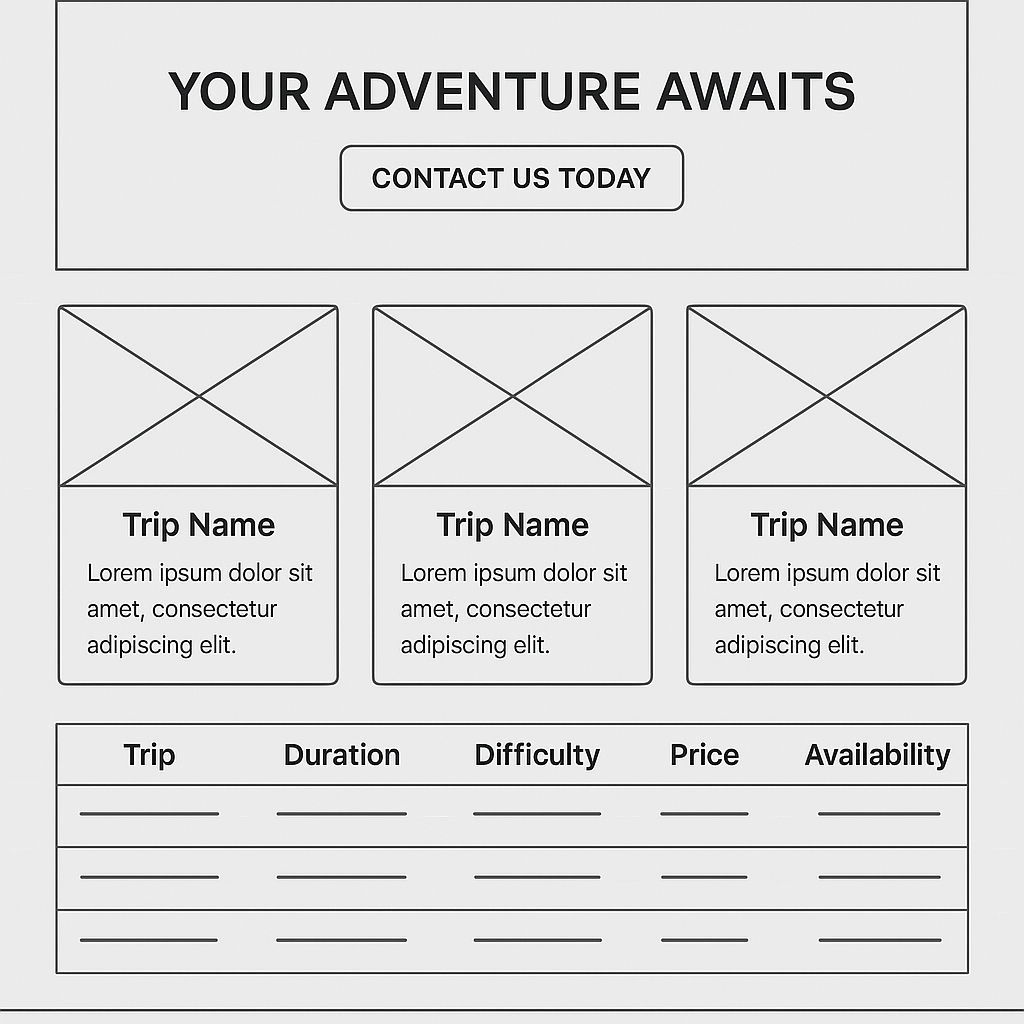 YOUR ADVENTURE AWAITS
CONTACT US TODAY
Trip Name
Lorem ipsum dolor sit
amet, consectetur
adipiscing elit.
Trip Name
Lorem ipsum dolor sit
amet, consectetur
adipiscing elit.
Trip Name
Lorem ipsum dolor sit
amet, consectetur
adipiscing elit.
Trip Duration Difficulty Price Availability